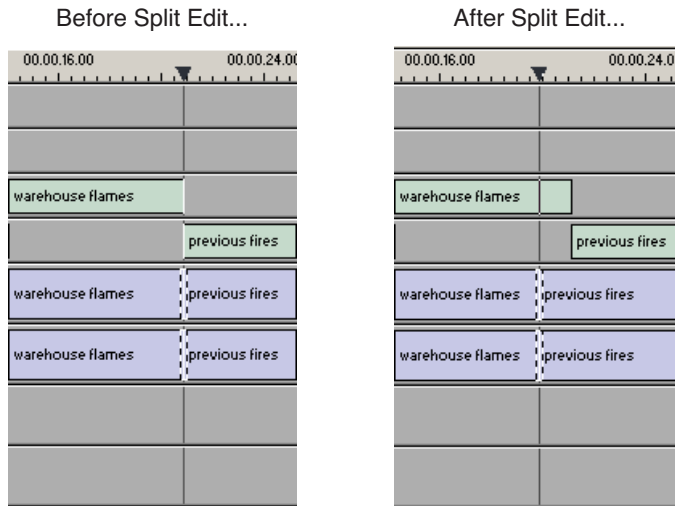 Before Split Edit...
00.00.16.00 00.00.24.00
warehouse flames
previous fires
warehouse flames previous fires
warehouse flames previous fires
After Split Edit...
00.00.16.00 00.00.24.0
warehouse flames
previous fires
warehouse flames previous fires
warehouse flames previous fires